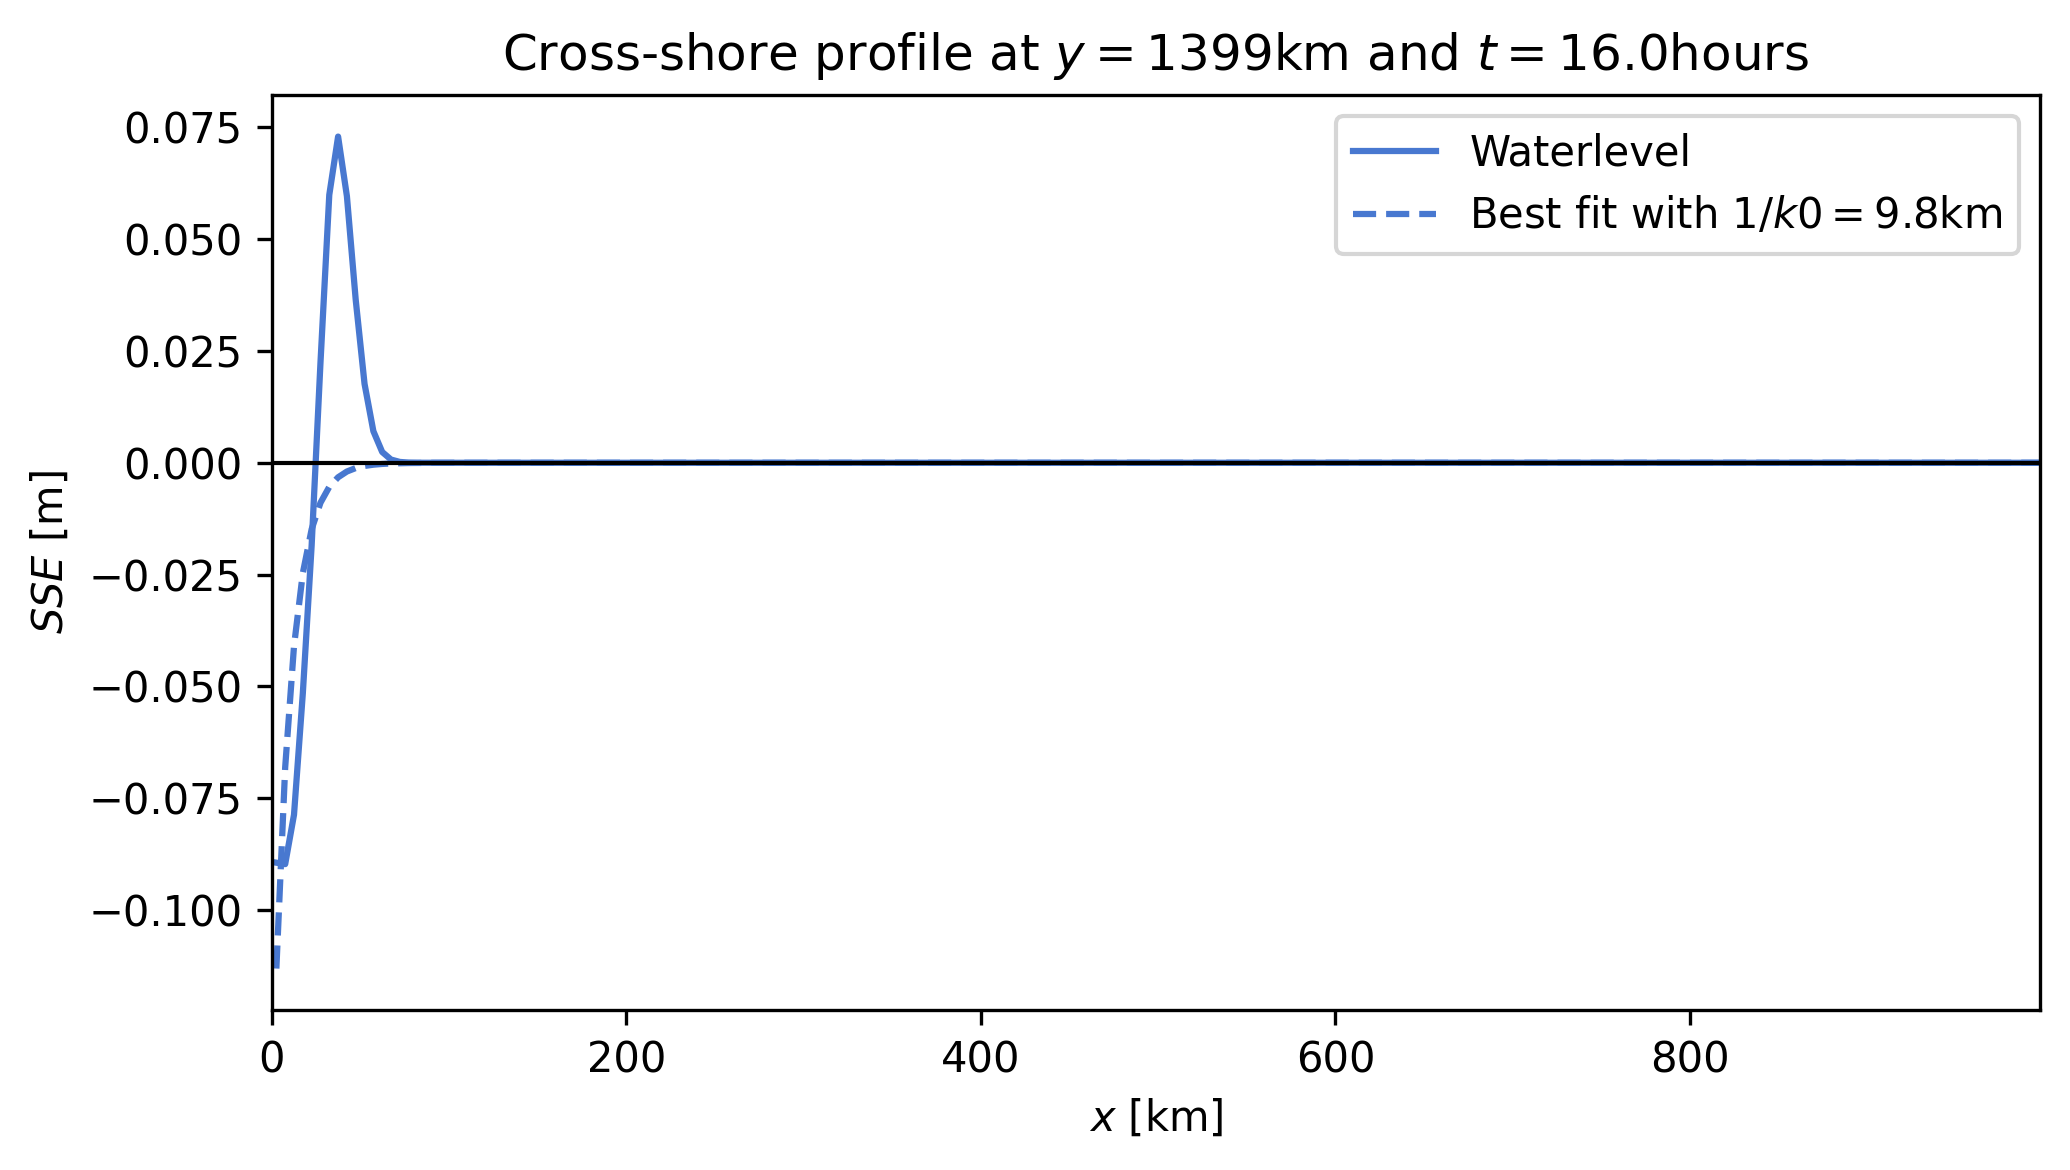 Cross-shore profile at y = 1399km and t = 16.0hours
Waterlevel
Best fit with 1/k0 = 9.8km
0.075
0.050
0.025
0.000
−0.025
−0.050
−0.075
−0.100
SSE [m]
0 200 400 600 800
x [km]